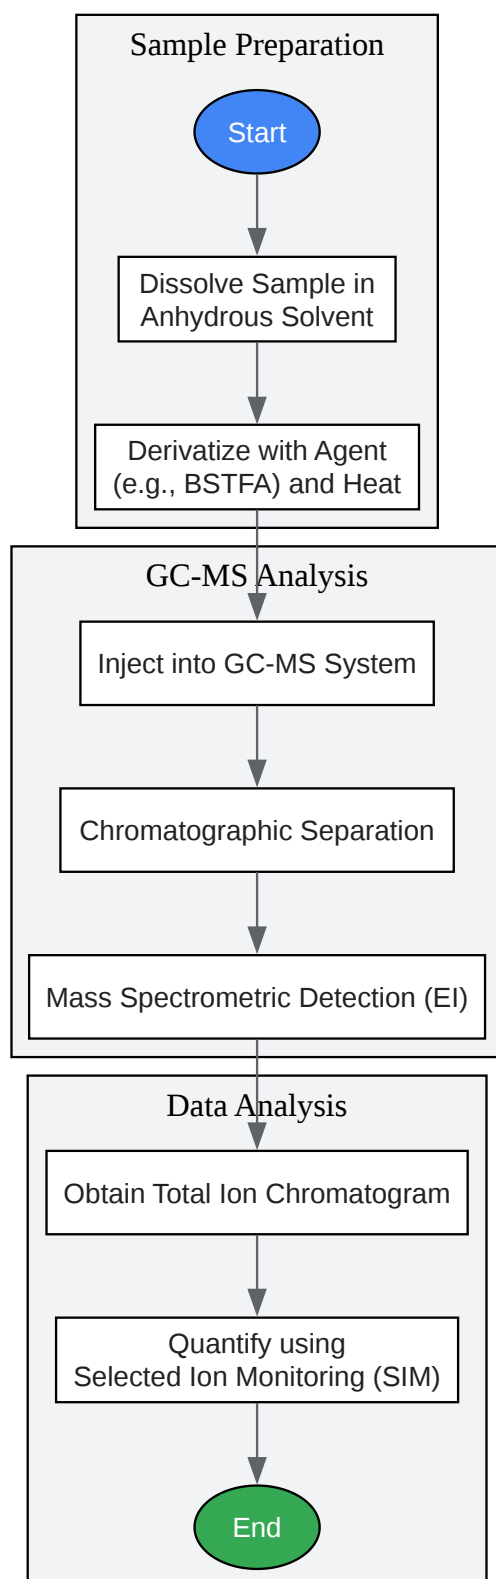 Sample Preparation
Start
Dissolve Sample in
Anhydrous Solvent
Derivatize with Agent
(e.g., BSTFA) and Heat
GC-MS Analysis
Inject into GC-MS System
Chromatographic Separation
Mass Spectrometric Detection (EI)
Data Analysis
Obtain Total Ion Chromatogram
Quantify using
Selected Ion Monitoring (SIM)
End